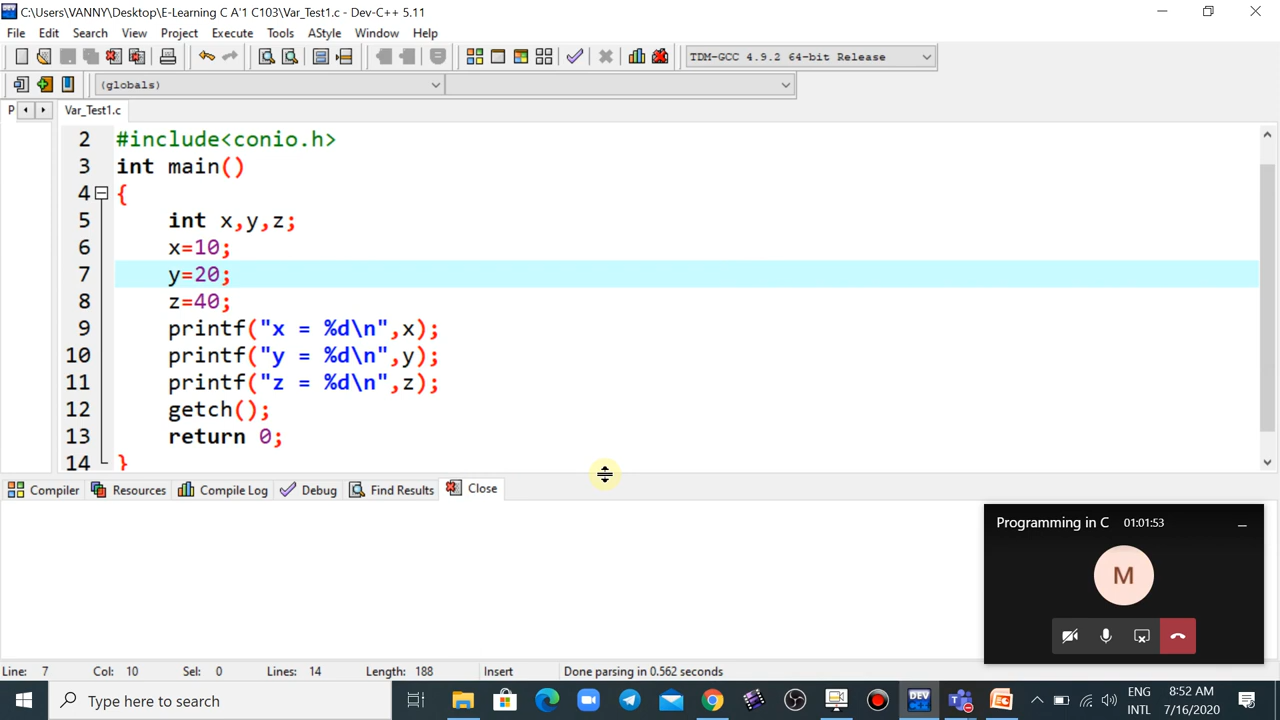 C:\Users\VANNY\Desktop\E-Learning C A'1 C103\Var_Test1.c - Dev-C++ 5.11
File Edit Search View Project Execute Tools AStyle Window Help
TDM-GCC 4.9.2 64-bit Release
(globals)
P Var_Test1.c
2 #include<conio.h>
3 int main()
4 {
5 int x,y,z;
6 x=10;
7 y=20;
8 z=40;
9 printf("x = %d\n",x);
10 printf("y = %d\n",y);
11 printf("z = %d\n",z);
12 getch();
13 return 0;
14 }
Compiler Resources Compile Log Debug Find Results Close
Programming in C 01:01:53
M
Line: 7 Col: 10 Sel: 0 Lines: 14 Length: 188 Insert Done parsing in 0.562 seconds
Type here to search
DEV
ENG
INTL
8:52 AM
7/16/2020